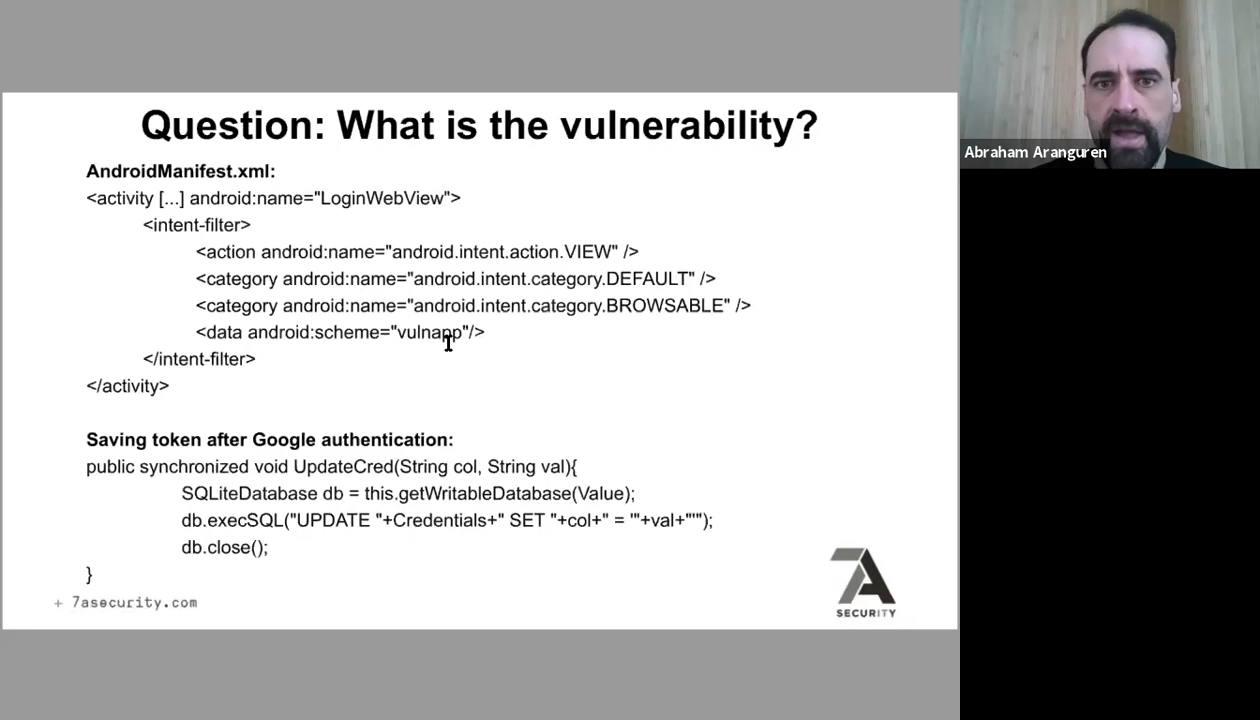 Question: What is the vulnerability?
AndroidManifest.xml:
<activity [...] android:name="LoginWebView">
<intent-filter>
<action android:name="android.intent.action.VIEW" />
<category android:name="android.intent.category.DEFAULT" />
<category android:name="android.intent.category.BROWSABLE" />
<data android:scheme="vulnapp"/>
</intent-filter>
</activity>
Saving token after Google authentication:
public synchronized void UpdateCred(String col, String val){
SQLiteDatabase db = this.getWritableDatabase(Value);
db.execSQL("UPDATE "+Credentials+" SET "+col+" = '"+val+"'");
db.close();
}
+ 7asecurity.com
7A
SECURITY
Abraham Aranguren